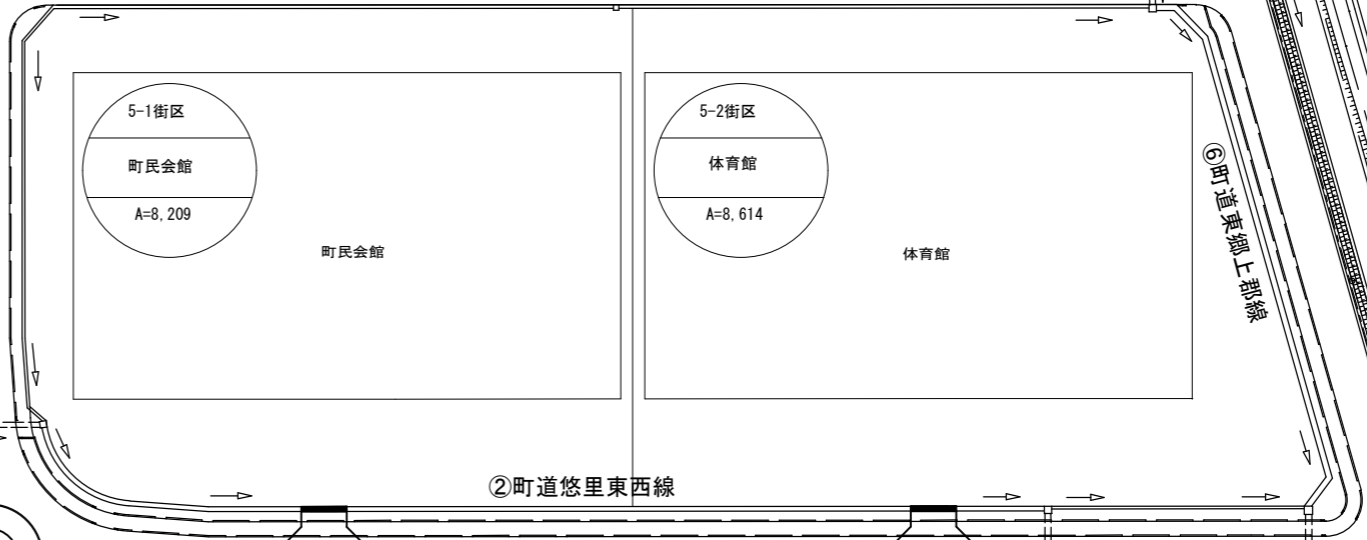 5-1街区
町民会館
A=8,209
町民会館
5-2街区
体育館
A=8,614
体育館
⑥町道東郷上郡線
②町道悠里東西線